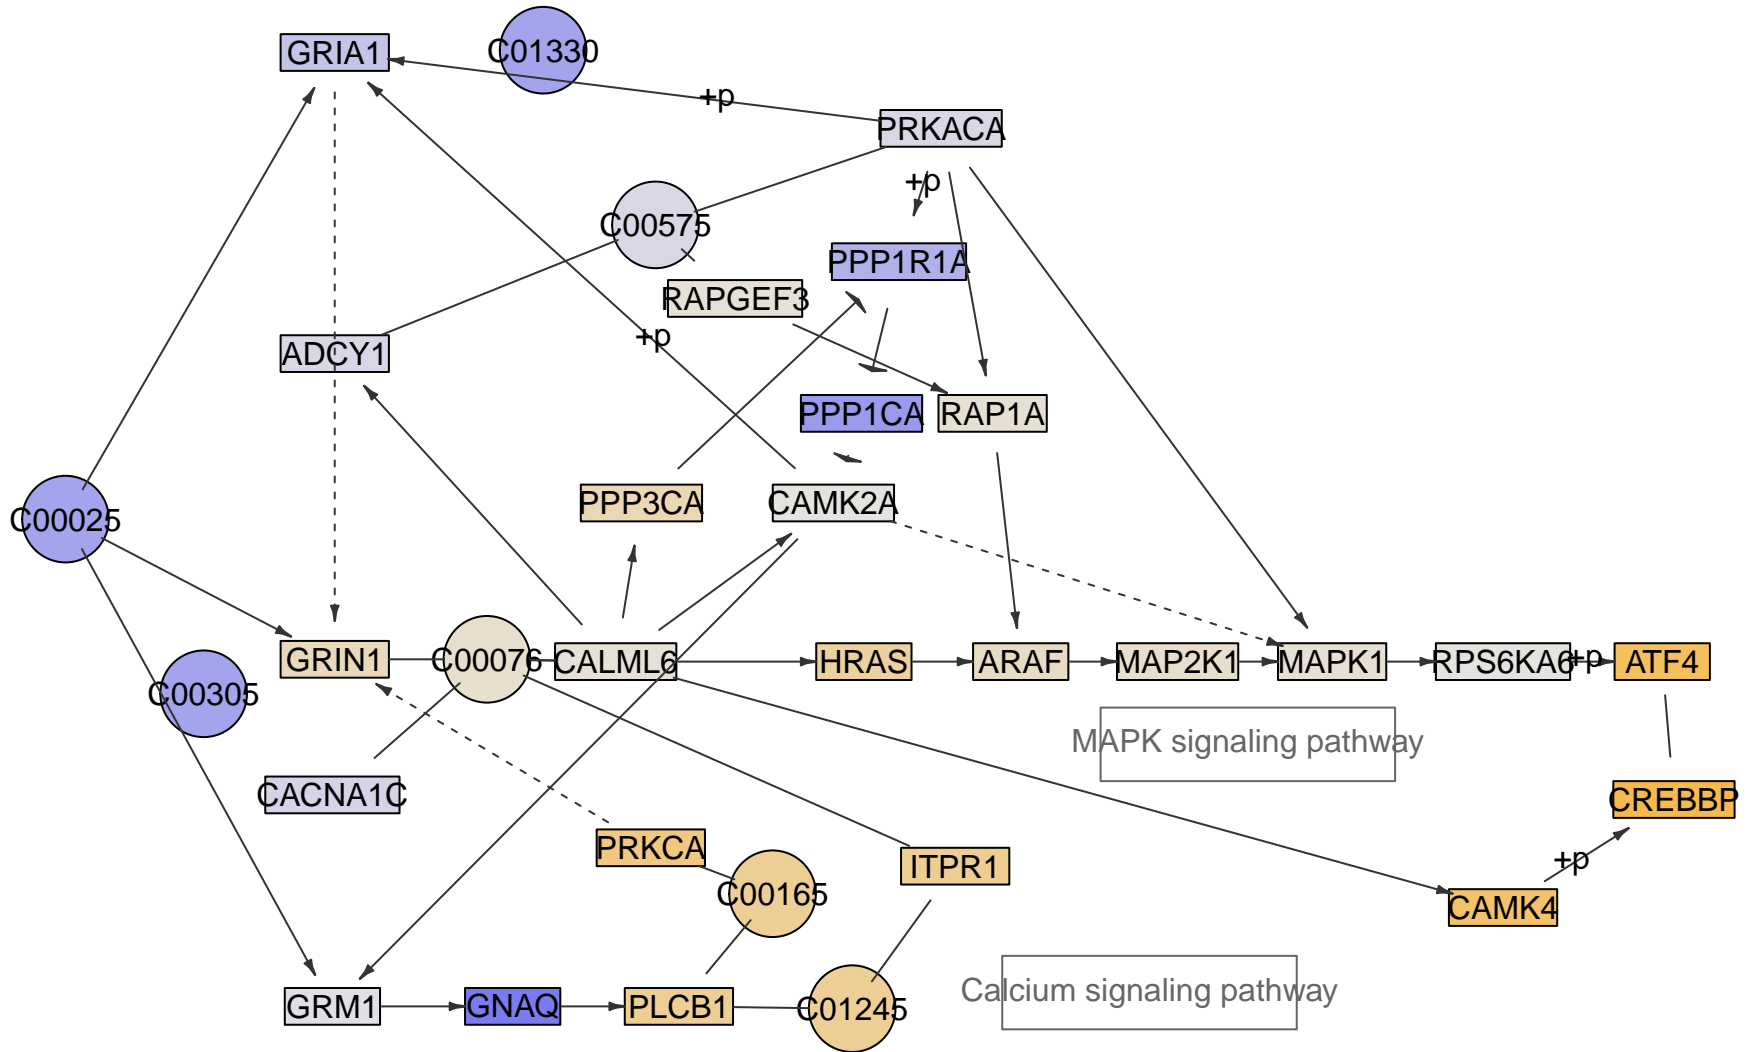 GRIA1
C01330
+p
PRKACA
+p
C00575
PPP1R1A
RAPGEF3
+p
ADCY1
PPP1CA
RAP1A
C00025
PPP3CA
CAMK2A
GRIN1
C00076
CALML6
HRAS
ARAF
MAP2K1
MAPK1
RPS6KA6
+p
ATF4
C00305
MAPK signaling pathway
CACNA1C
CREBBP
PRKCA
ITPR1
+p
C00165
CAMK4
Calcium signaling pathway
GRM1
GNAQ
PLCB1
C01245